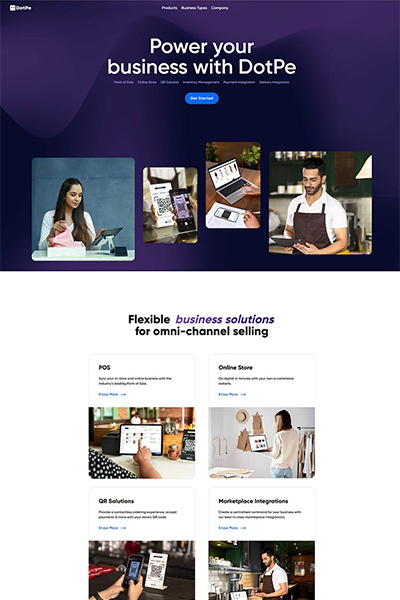 DotPe
Products Business Types Company
Power your
business with DotPe
Point of Sale Online Store QR Solution Inventory Management Payment Integration Delivery Integration
Get Started
Flexible business solutions
for omni-channel selling
POS
Sync your in-store and online business with the
industry's leading Point of Sale.
Know More →
Online Store
Go digital in minutes with your own e-commerce
website.
Know More →
QR Solutions
Provide a contactless ordering experience, accept
payments & more with your store's QR code.
Know More →
Marketplace Integrations
Create a centralised command for your business with
our best-in-class marketplace integrations.
Know More →